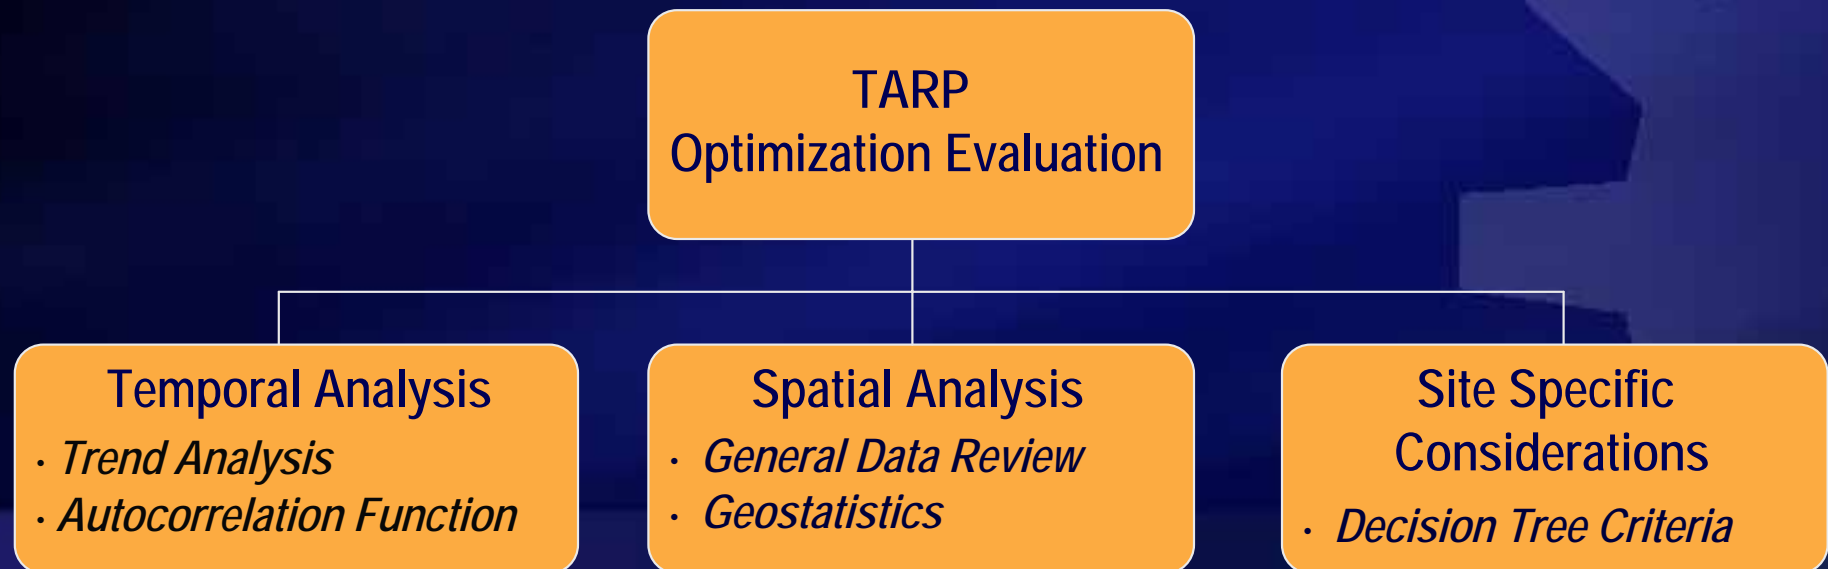 TARP
Optimization Evaluation
Temporal Analysis
· Trend Analysis
· Autocorrelation Function
Spatial Analysis
· General Data Review
· Geostatistics
Site Specific
Considerations
· Decision Tree Criteria